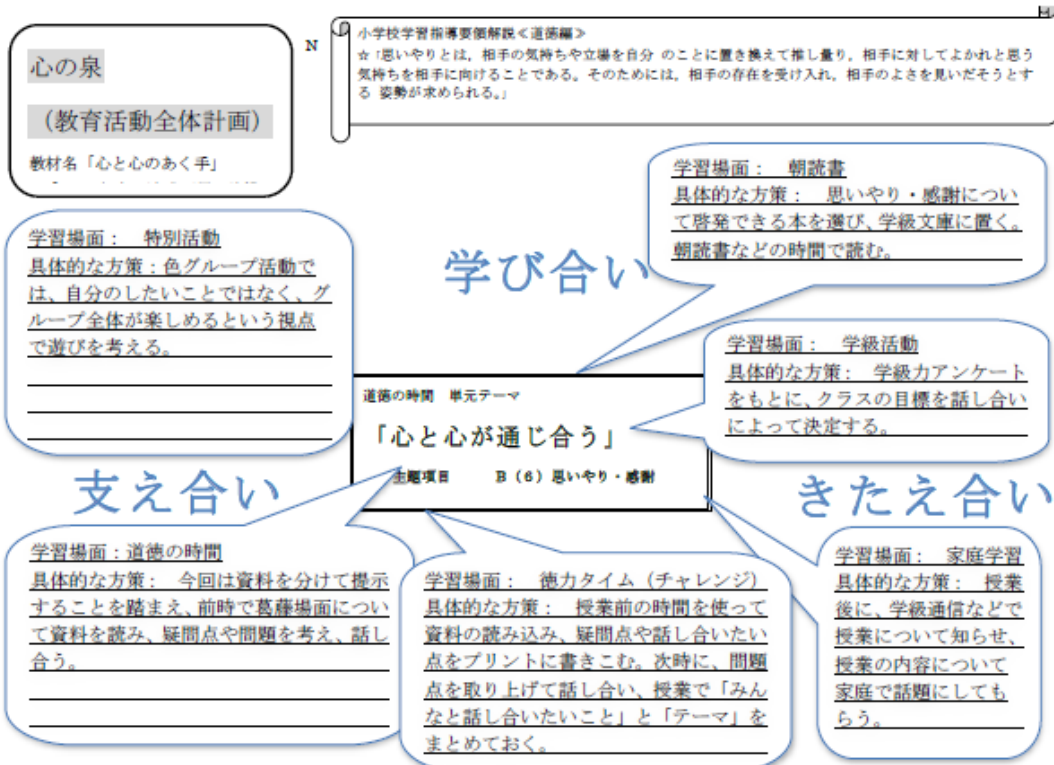 心の泉
（教育活動全体計画）
教材名「心と心のあく手」
N
小学校学習指導要領解説≪道徳編≫
☆「思いやりとは，相手の気持ちや立場を自分 のことに置き換えて推し量り，相手に対してよかれと思う
気持ちを相手に向けることである。そのためには，相手の存在を受け入れ，相手のよさを見いだそうとす
る 姿勢が求められる。」
学習場面： 朝読書
具体的な方策： 思いやり・感謝につい
て啓発できる本を選び、学級文庫に置く。
朝読書などの時間で読む。
学習場面： 特別活動
具体的な方策：色グループ活動で
は、自分のしたいことではなく、グ
ループ全体が楽しめるという視点
で遊びを考える。
学び合い
学習場面： 学級活動
具体的な方策： 学級力アンケート
をもとに、クラスの目標を話し合い
によって決定する。
道徳の時間 単元テーマ
「心と心が通じ合う」
主題項目 B（6）思いやり・感謝
支え合い
きたえ合い
学習場面：道徳の時間
具体的な方策： 今回は資料を分けて提示
することを踏まえ、前時で葛藤場面につい
て資料を読み、疑問点や問題を考え、話し
合う。
学習場面： 徳力タイム（チャレンジ）
具体的な方策： 授業前の時間を使って
資料の読み込み、疑問点や話し合いたい
点をプリントに書きこむ。次時に、問題
点を取り上げて話し合い、授業で「みん
なと話し合いたいこと」と「テーマ」を
まとめておく。
学習場面： 家庭学習
具体的な方策： 授業
後に、学級通信などで
授業について知らせ、
授業の内容について
家庭で話題にしても
らう。